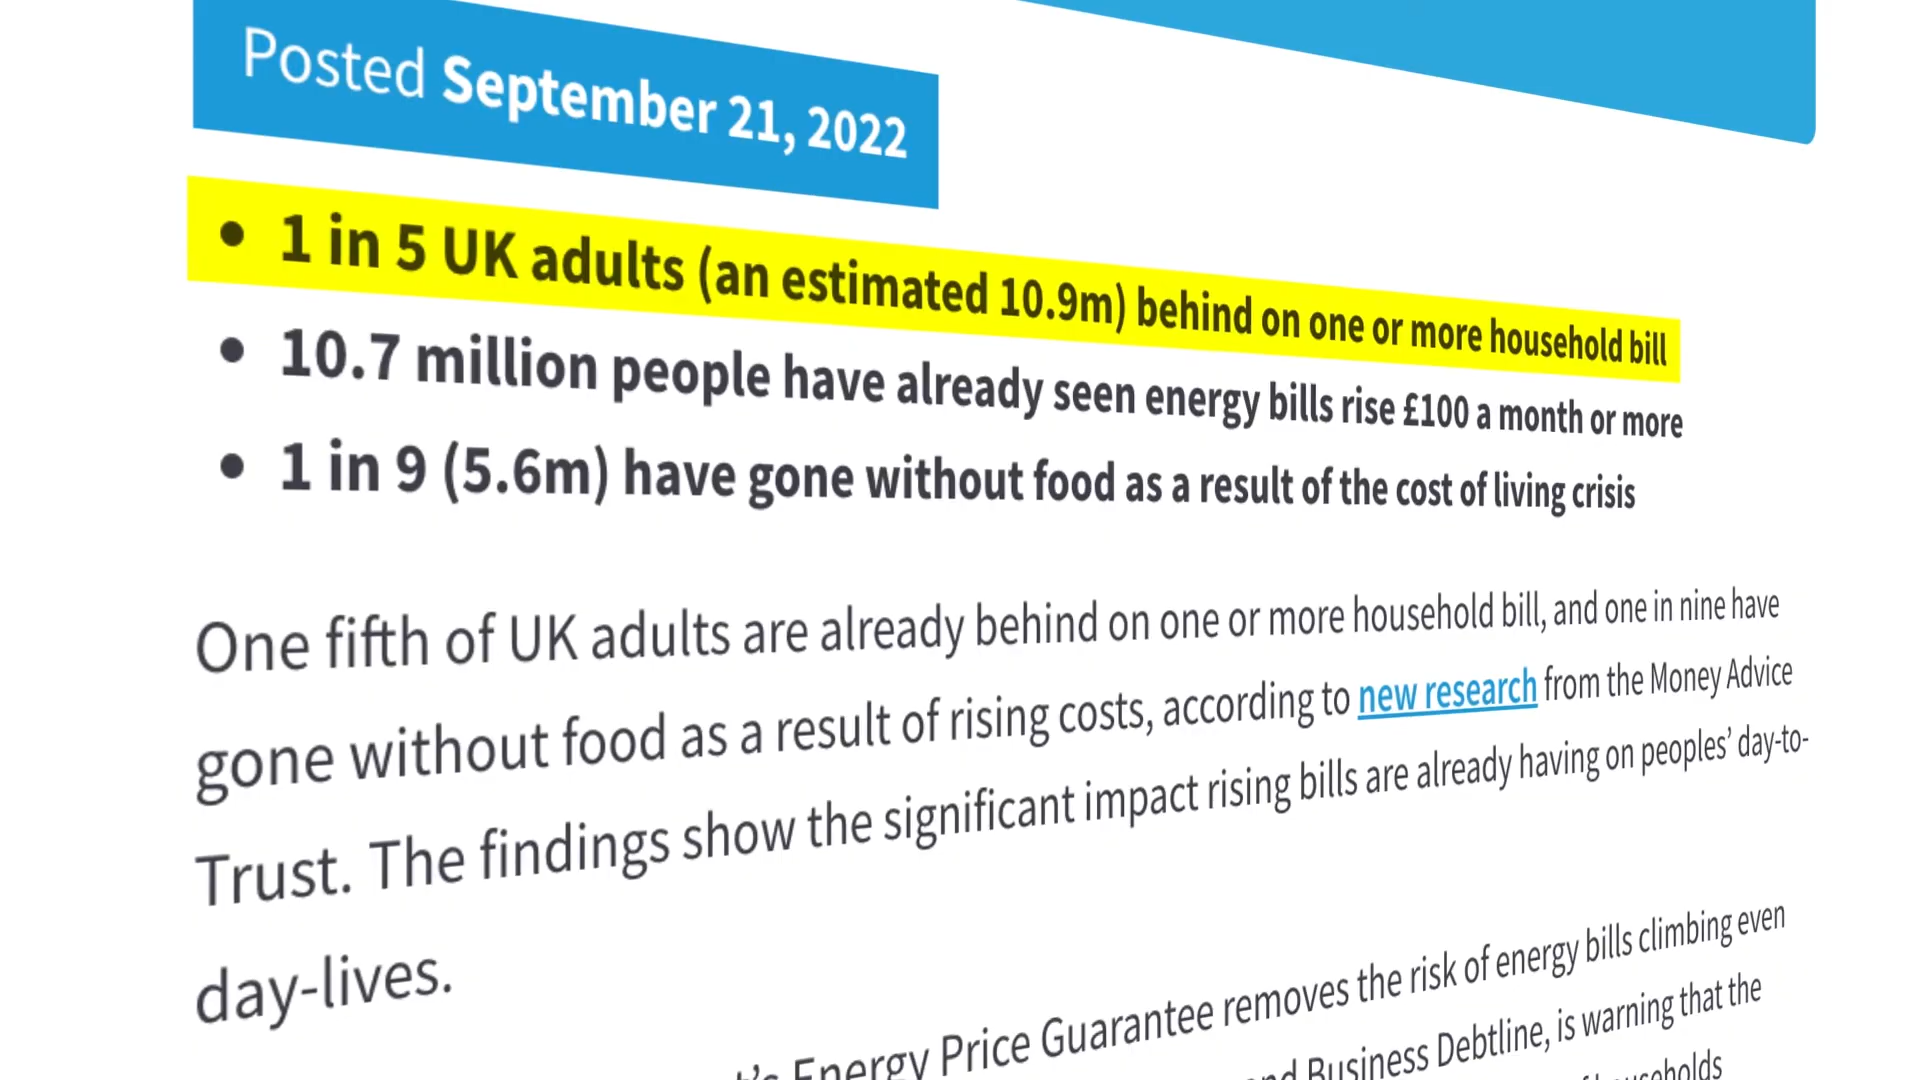 Posted September 21, 2022
• 1 in 5 UK adults (an estimated 10.9m) behind on one or more household bill
• 10.7 million people have already seen energy bills rise £100 a month or more
• 1 in 9 (5.6m) have gone without food as a result of the cost of living crisis
One fifth of UK adults are already behind on one or more household bill, and one in nine have
gone without food as a result of rising costs, according to new research from the Money Advice
Trust. The findings show the significant impact rising bills are already having on peoples’ day-to-
day-lives.
Energy Price Guarantee removes the risk of energy bills climbing even
Business Debtline, is warning that the